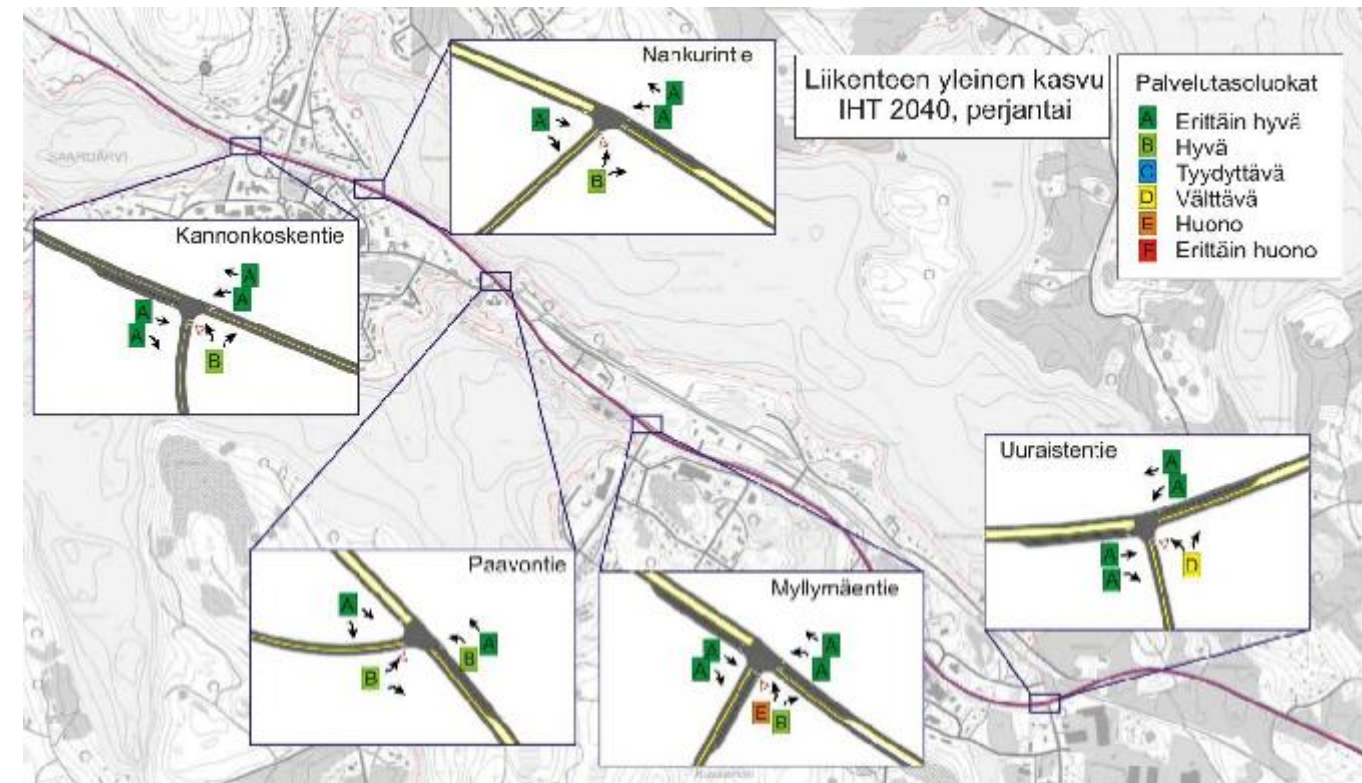 Nankurintie
A
A
A
B
Liikenteen yleinen kasvu
IHT 2040, perjantai
Palvelutasoluokat
A Erittäin hyvä
B Hyvä
C Tyydyttävä
D Välttävä
E Huono
F Erittäin huono
SAARIJÄRVI
Kannonkoskentie
A
A
A
A
B
Uuraistentie
A
A
A
A
D
Paavontie
A
A
B
B
Myllymäentie
A
A
A
A
E
B